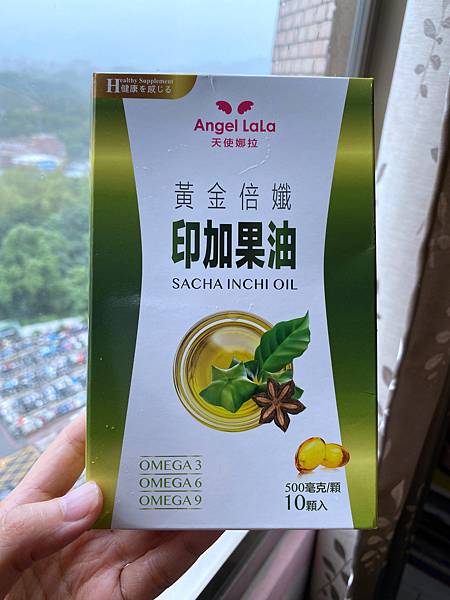 Healthy Supplement
健康を感じる
Angel LaLa
天使娜拉
黃金倍孅
印加果油
SACHA INCHI OIL
OMEGA 3
OMEGA 6
OMEGA 9
500毫克/顆
10顆入